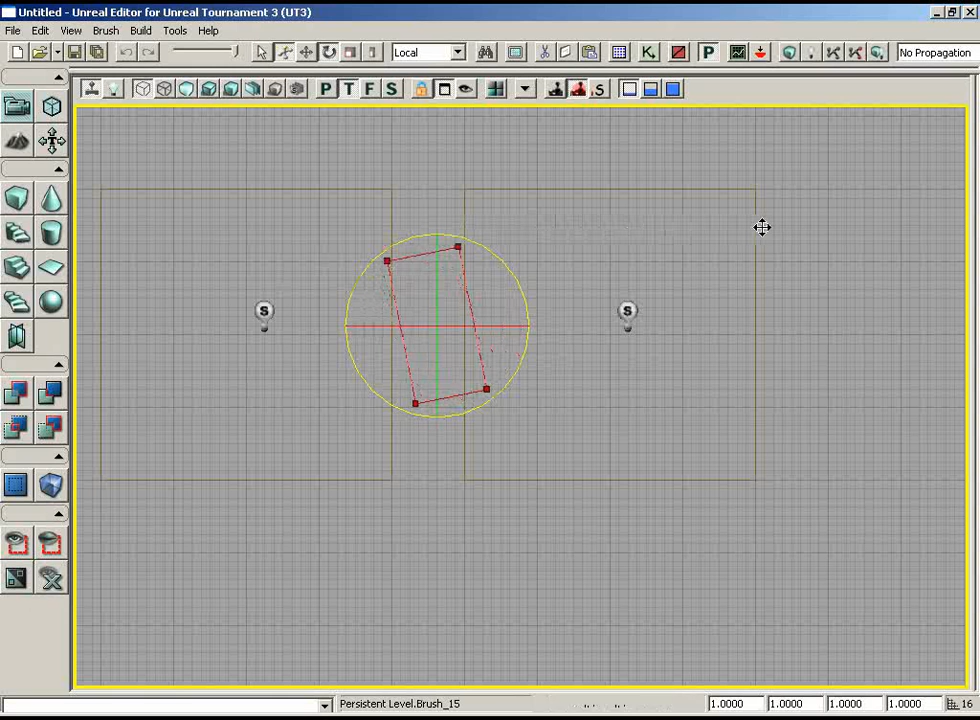 Untitled - Unreal Editor for Unreal Tournament 3 (UT3)
File Edit View Brush Build Tools Help
Local
P
No Propagation
P T F S
S
S S
Persistent Level.Brush_15
1.0000 1.0000 1.0000 1.0000 16